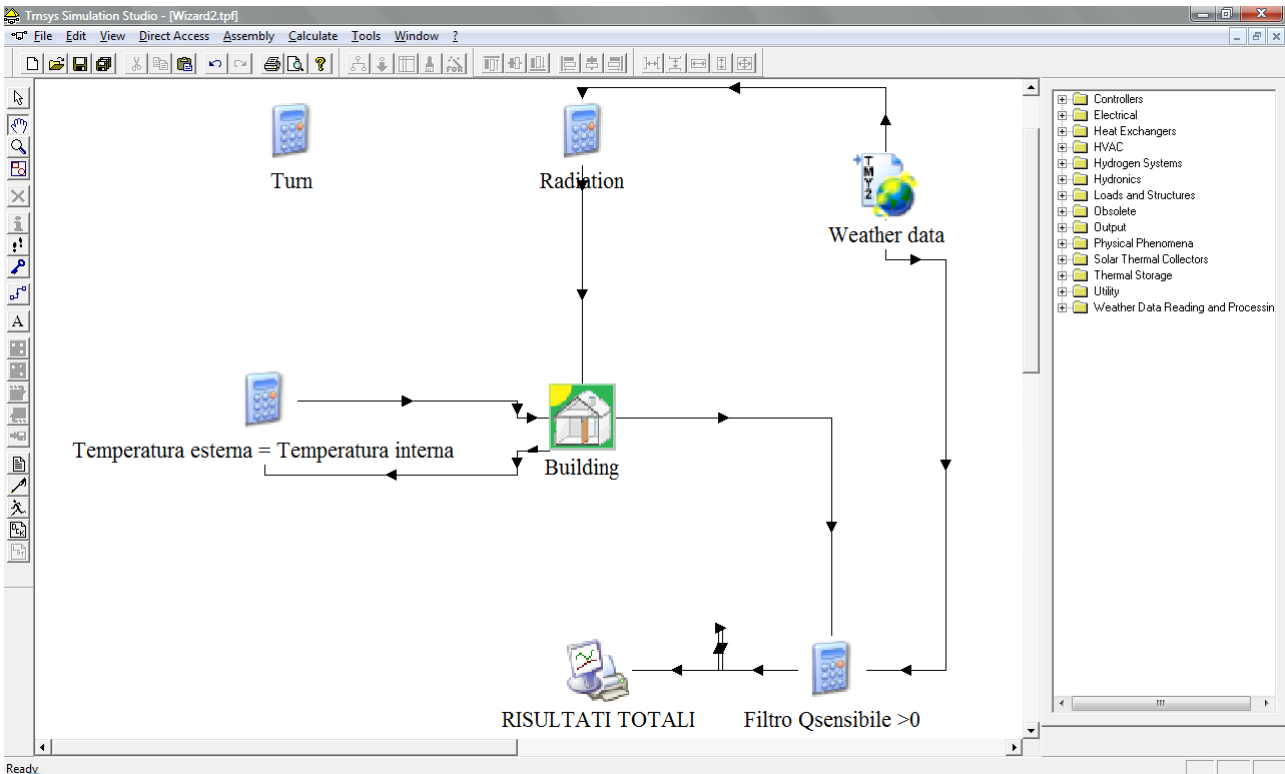 Trnsys Simulation Studio - [Wizard2.tpf]
File Edit View Direct Access Assembly Calculate Tools Window ?
FOR
A
Turn
Radiation
TMY2
Weather data
Temperatura esterna = Temperatura interna
Building
RISULTATI TOTALI
Filtro Qsensibile >0
Controllers
Electrical
Heat Exchangers
HVAC
Hydrogen Systems
Hydronics
Loads and Structures
Obsolete
Output
Physical Phenomena
Solar Thermal Collectors
Thermal Storage
Utility
Weather Data Reading and Processin
Ready